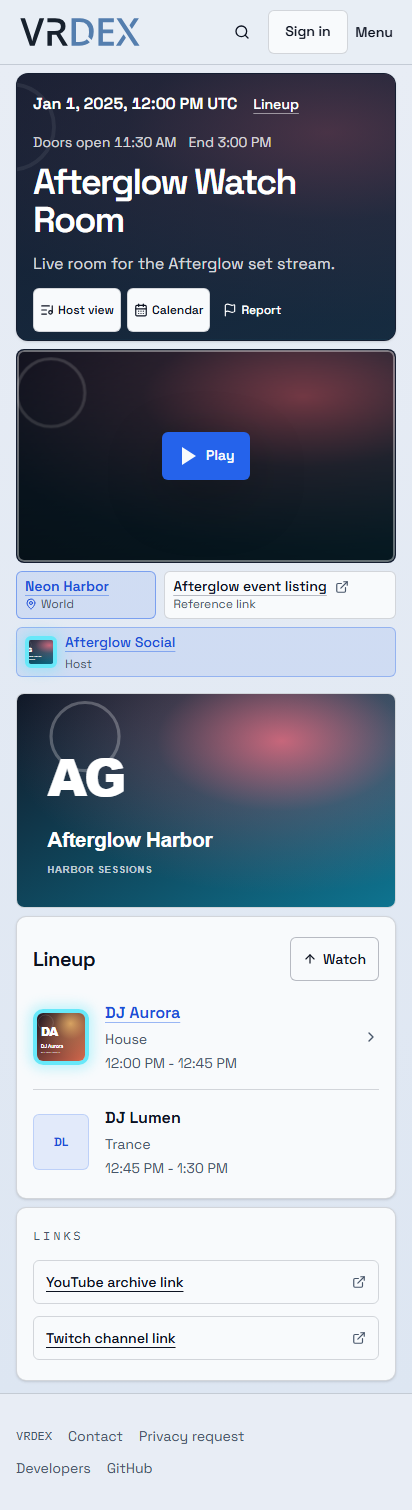 VRDEX
Sign in
Menu
Jan 1, 2025, 12:00 PM UTC Lineup
Doors open 11:30 AM End 3:00 PM
Afterglow Watch
Room
Live room for the Afterglow set stream.
Host view
Calendar
Report
Play
Neon Harbor
World
Afterglow event listing
Reference link
Afterglow Social
Host
AG
Afterglow Harbor
HARBOR SESSIONS
Lineup
Watch
DA
DJ Aurora
DJ Aurora
House
12:00 PM - 12:45 PM
DL
DJ Lumen
Trance
12:45 PM - 1:30 PM
LINKS
YouTube archive link
Twitch channel link
VRDEX Contact Privacy request
Developers GitHub